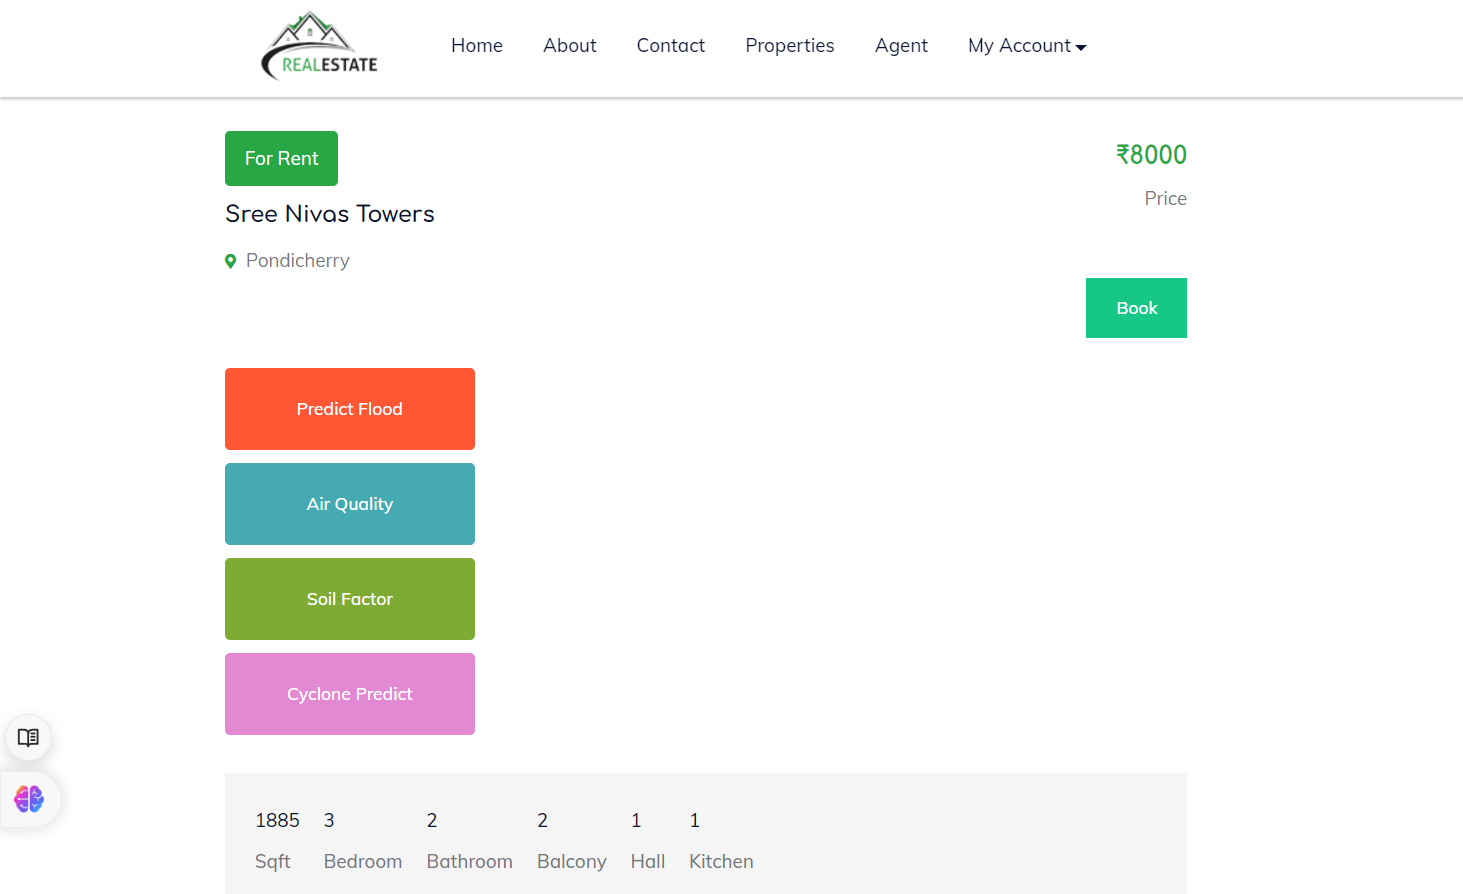 REALESTATE
Home About Contact Properties Agent My Account
For Rent
₹8000
Price
Sree Nivas Towers
Pondicherry
Book
Predict Flood
Air Quality
Soil Factor
Cyclone Predict
1885 3 2 2 1 1
Sqft Bedroom Bathroom Balcony Hall Kitchen